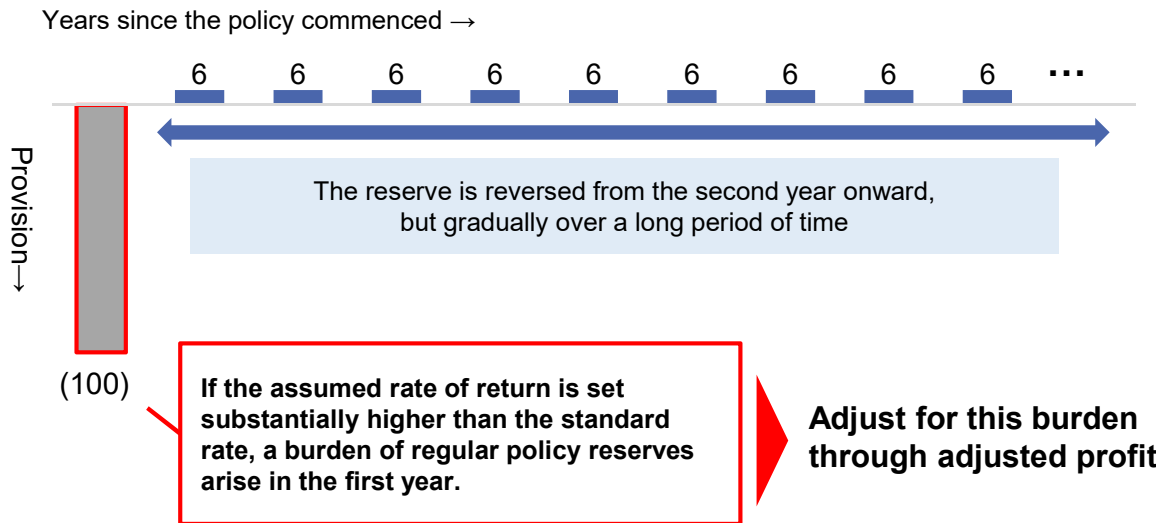 Years since the policy commenced →
6 6 6 6 6 6 6 6 6 ...
Provision→
The reserve is reversed from the second year onward,
but gradually over a long period of time
(100)
If the assumed rate of return is set
substantially higher than the standard
rate, a burden of regular policy reserves
arise in the first year.
Adjust for this burden
through adjusted profit